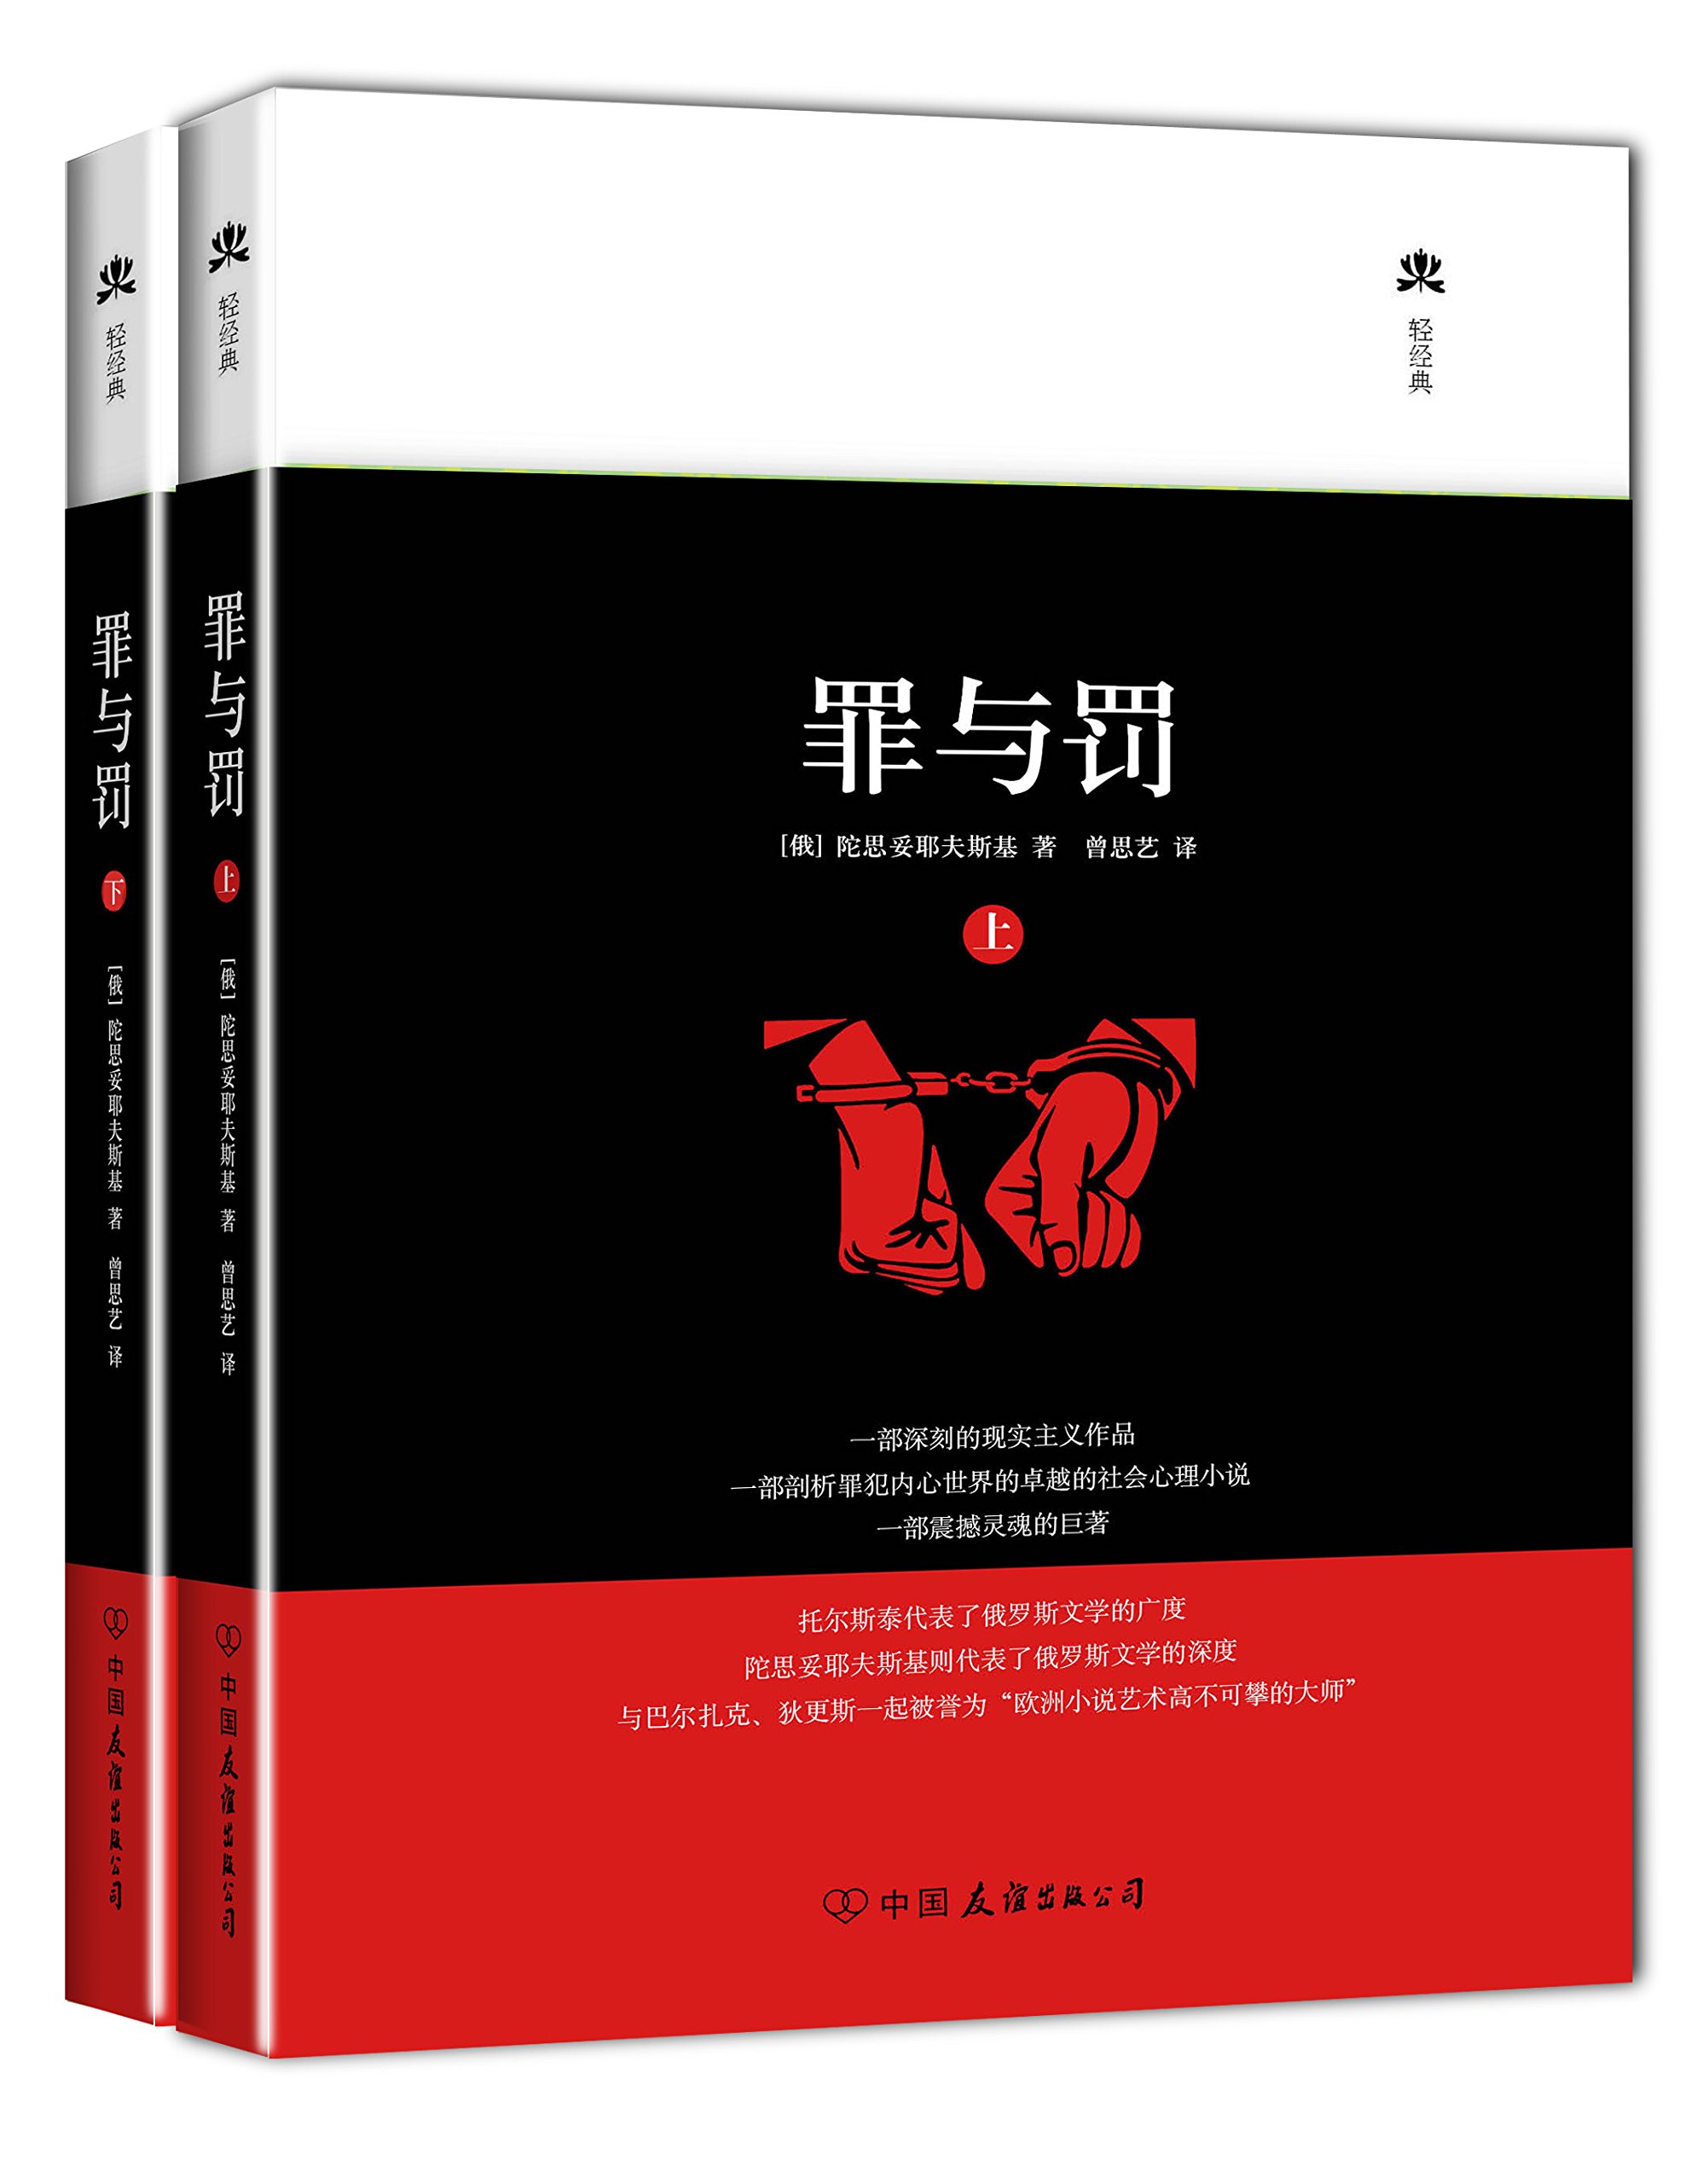 轻经典
罪与罚
下
[俄] 陀思妥耶夫斯基 著 曾思艺 译
中国友谊出版公司
轻经典
罪与罚
上
[俄] 陀思妥耶夫斯基 著 曾思艺 译
中国友谊出版公司
轻经典
罪与罚
[俄] 陀思妥耶夫斯基 著 曾思艺 译
上
一部深刻的现实主义作品
一部剖析罪犯内心世界的卓越的社会心理小说
一部震撼灵魂的巨著
托尔斯泰代表了俄罗斯文学的广度
陀思妥耶夫斯基则代表了俄罗斯文学的深度
与巴尔扎克、狄更斯一起被誉为“欧洲小说艺术高不可攀的大师”
中国友谊出版公司